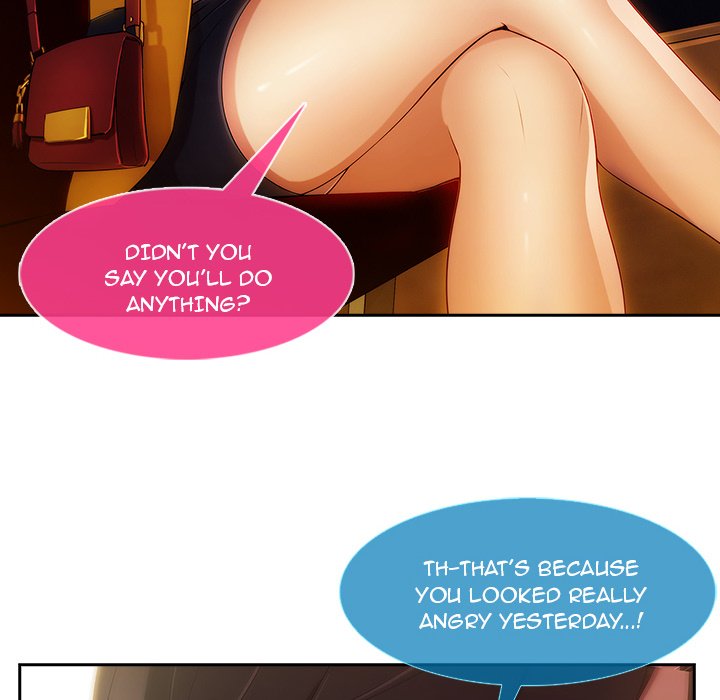 DIDN'T YOU
SAY YOU'LL DO
ANYTHING?
TH-THAT'S BECAUSE
YOU LOOKED REALLY
ANGRY YESTERDAY...!